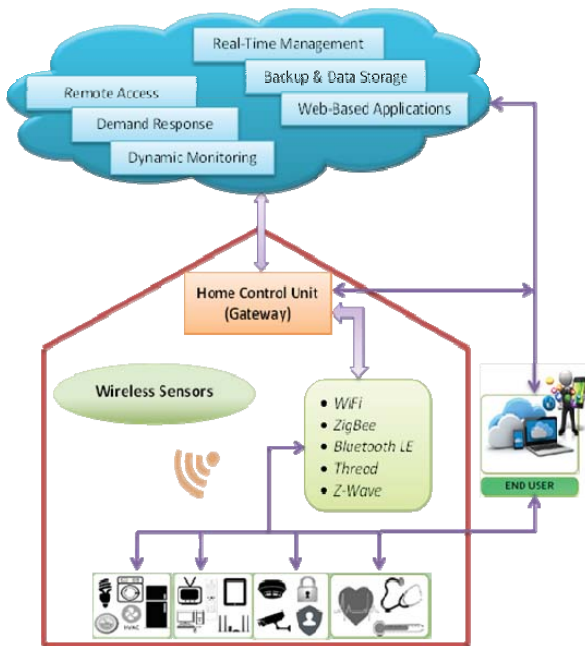 Real-Time Management
Backup & Data Storage
Remote Access
Web-Based Applications
Demand Response
Dynamic Monitoring
Home Control Unit
(Gateway)
Wireless Sensors
• WiFi
• ZigBee
• Bluetooth LE
• Thread
• Z-Wave
END USER
HVAC